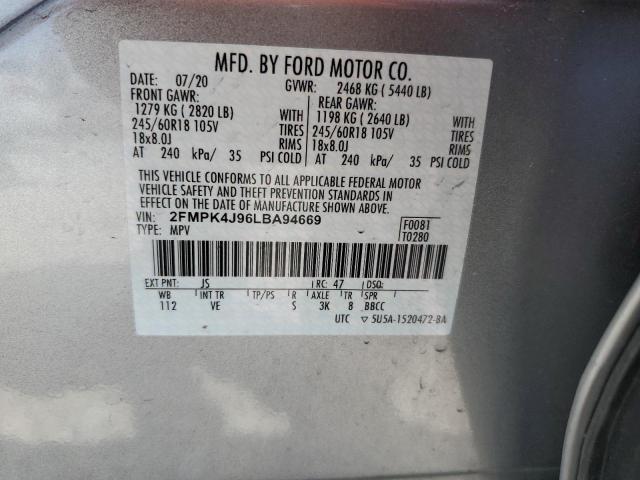 MFD. BY FORD MOTOR CO.
DATE: 07/20 GVWR: 2468 KG ( 5440 LB)
FRONT GAWR: REAR GAWR:
1279 KG ( 2820 LB) WITH 1198 KG ( 2640 LB) WITH
245/60R18 105V TIRES 245/60R18 105V TIRES
18x8.0J RIMS 18x8.0J RIMS
AT 240 kPa/ 35 PSI COLD AT 240 kPa/ 35 PSI COLD
THIS VEHICLE CONFORMS TO ALL APPLICABLE FEDERAL MOTOR
VEHICLE SAFETY AND THEFT PREVENTION STANDARDS IN
EFFECT ON THE DATE OF MANUFACTURE SHOWN ABOVE.
VIN: 2FMPK4J96LBA94669 F0081
TYPE: MPV T0280
EXT PNT: JS RC: 47 DSO:
WB INT TR TP/PS R AXLE TR SPR
112 VE S 3K 8 BBCC
UTC ▽ 5U5A-1520472-BA